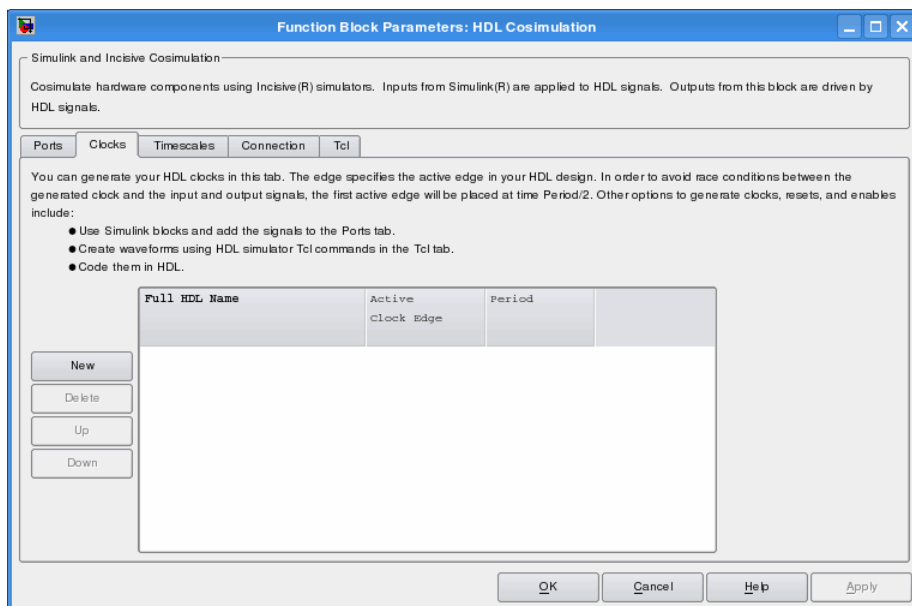 Function Block Parameters: HDL Cosimulation
Simulink and Incisive Cosimulation
Cosimulate hardware components using Incisive(R) simulators. Inputs from Simulink(R) are applied to HDL signals. Outputs from this block are driven by
HDL signals.
Ports Clocks Timescales Connection Tcl
You can generate your HDL clocks in this tab. The edge specifies the active edge in your HDL design. In order to avoid race conditions between the
generated clock and the input and output signals, the first active edge will be placed at time Period/2. Other options to generate clocks, resets, and enables
include:
● Use Simulink blocks and add the signals to the Ports tab.
● Create waveforms using HDL simulator Tcl commands in the Tcl tab.
● Code them in HDL.
Full HDL Name Active Period
Clock Edge
New
Delete
Up
Down
OK Cancel Help Apply